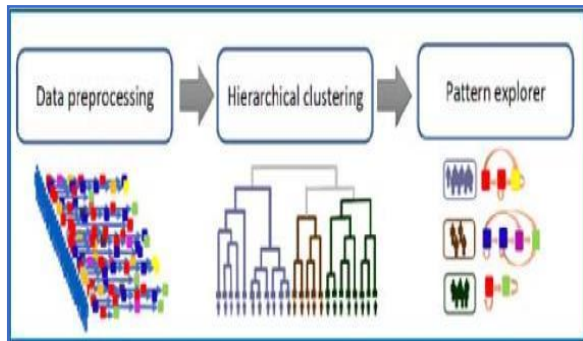 Data preprocessing
Hierarchical clustering
Pattern explorer